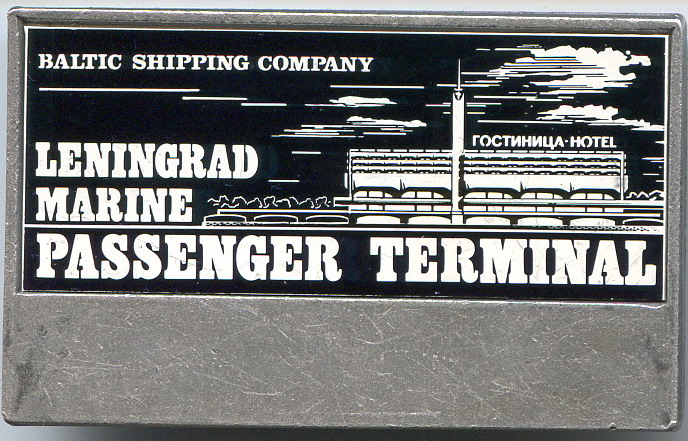 BALTIC SHIPPING COMPANY
ГОСТИНИЦА·HOTEL
LENINGRAD
MARINE
PASSENGER TERMINAL